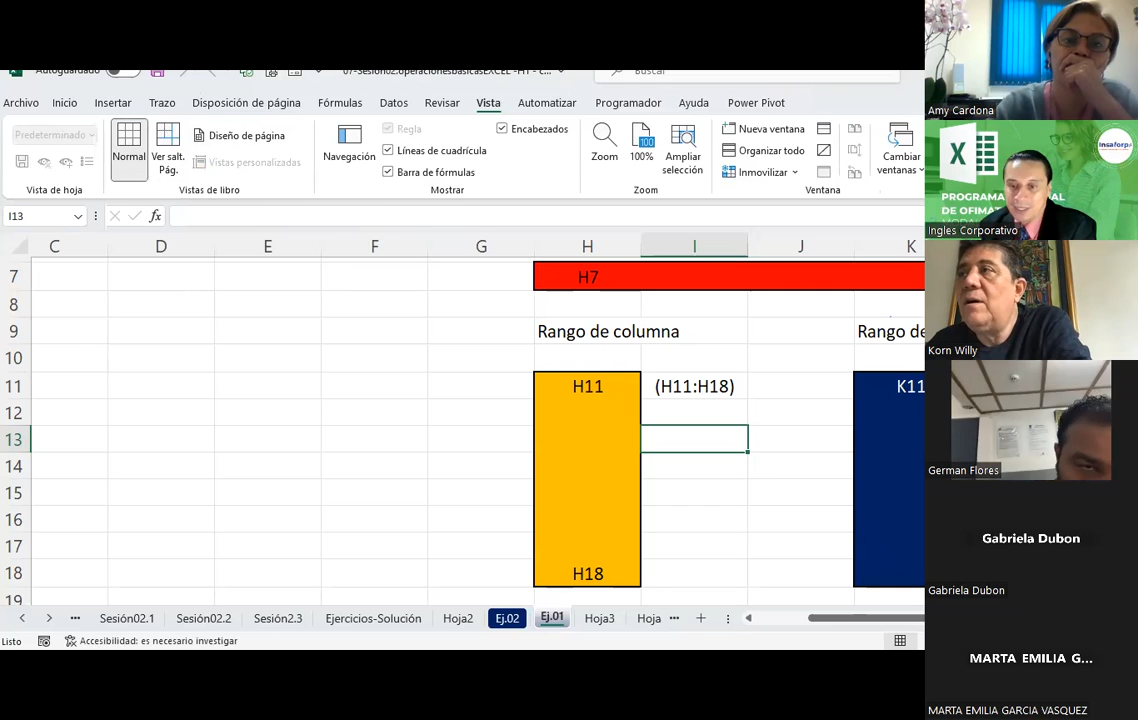 Autoguardado
07-Sesión02.operacionesbasicasEXCEL -H1 - c...
Buscar
Archivo Inicio Insertar Trazo Disposición de página Fórmulas Datos Revisar Vista Automatizar Programador Ayuda Power Pivot
Predeterminado
Normal
Ver salt. Pág.
Diseño de página
Vistas personalizadas
Navegación
Regla
Encabezados
Líneas de cuadrícula
Barra de fórmulas
Zoom
100%
Ampliar selección
Nueva ventana
Organizar todo
Inmovilizar
Cambiar ventanas
Vista de hoja
Vistas de libro
Mostrar
Zoom
Ventana
I13
fx
C D E F G H I J K
7 H7
8
9 Rango de columna Rango de
10
11 H11 (H11:H18) K11
12
13
14
15
16
17
18 H18
19
Sesión02.1 Sesión02.2 Sesión2.3 Ejercicios-Solución Hoja2 Ej.02 Ej.01 Hoja3 Hoja ...
Listo
Accesibilidad: es necesario investigar
Amy Cardona
X
insaforp
PROGRAMA
DE OFIMAT
Ingles Corporativo
Korn Willy
German Flores
Gabriela Dubon
Gabriela Dubon
MARTA EMILIA G...
MARTA EMILIA GARCIA VASQUEZ